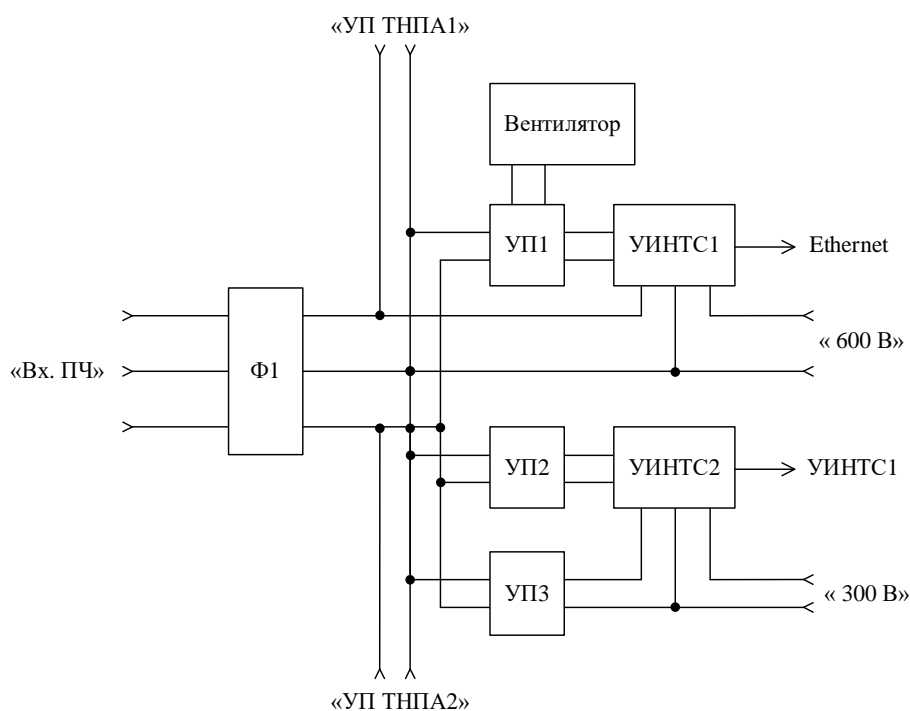 «УП ТНПА1»
Вентилятор
УП1
УИНТС1
Ethernet
« 600 В»
«Вх. ПЧ»
Ф1
УП2
УИНТС2
УИНТС1
УП3
« 300 В»
«УП ТНПА2»